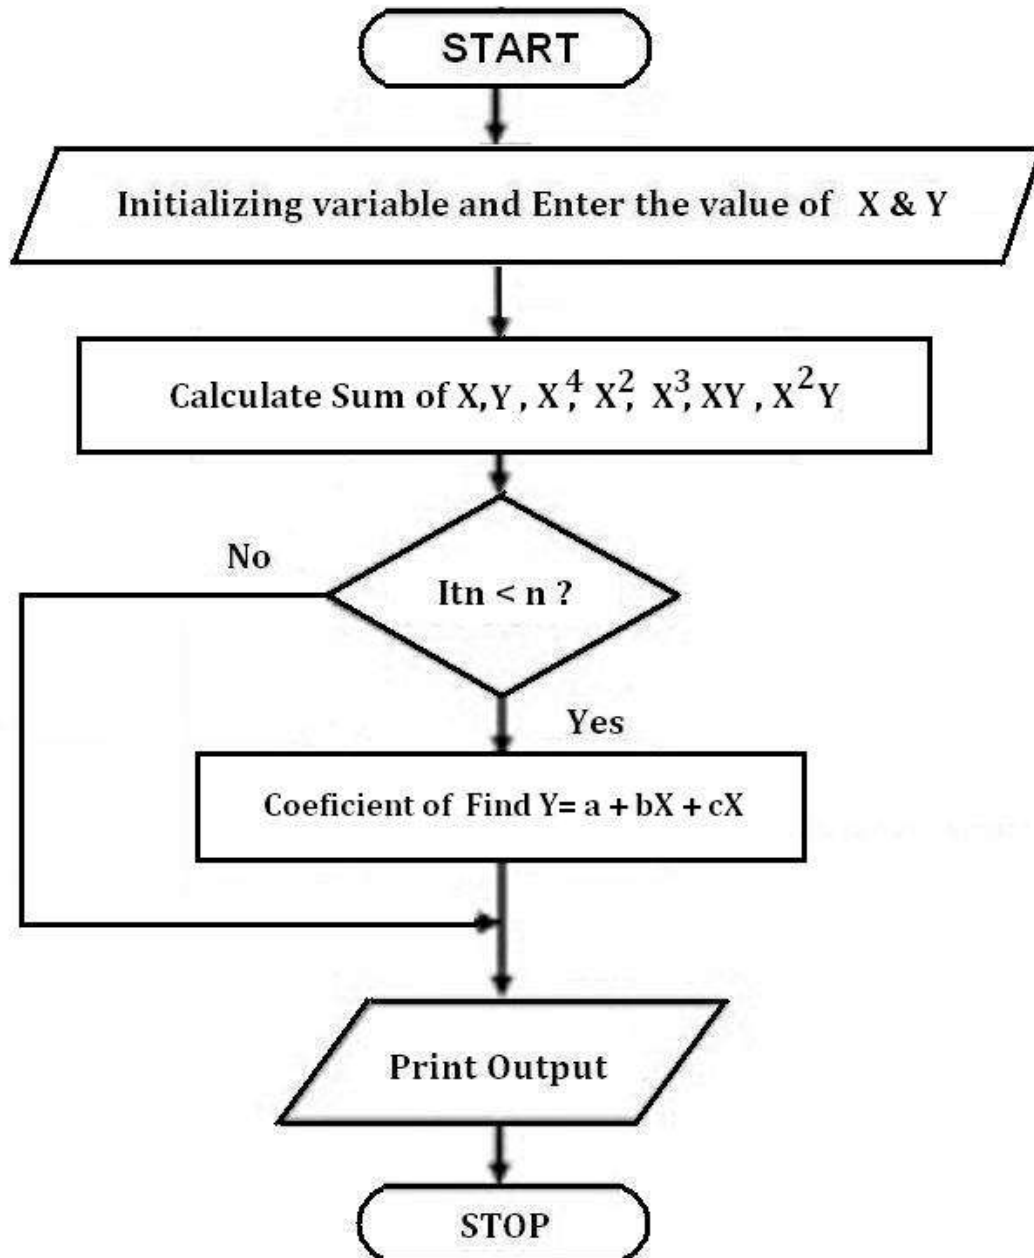 START
Initializing variable and Enter the value of X & Y
Calculate Sum of X, Y , X⁴, X², X³, XY , X²Y
No
Itn < n ?
Yes
Coeficient of Find Y= a + bX + cX
Print Output
STOP